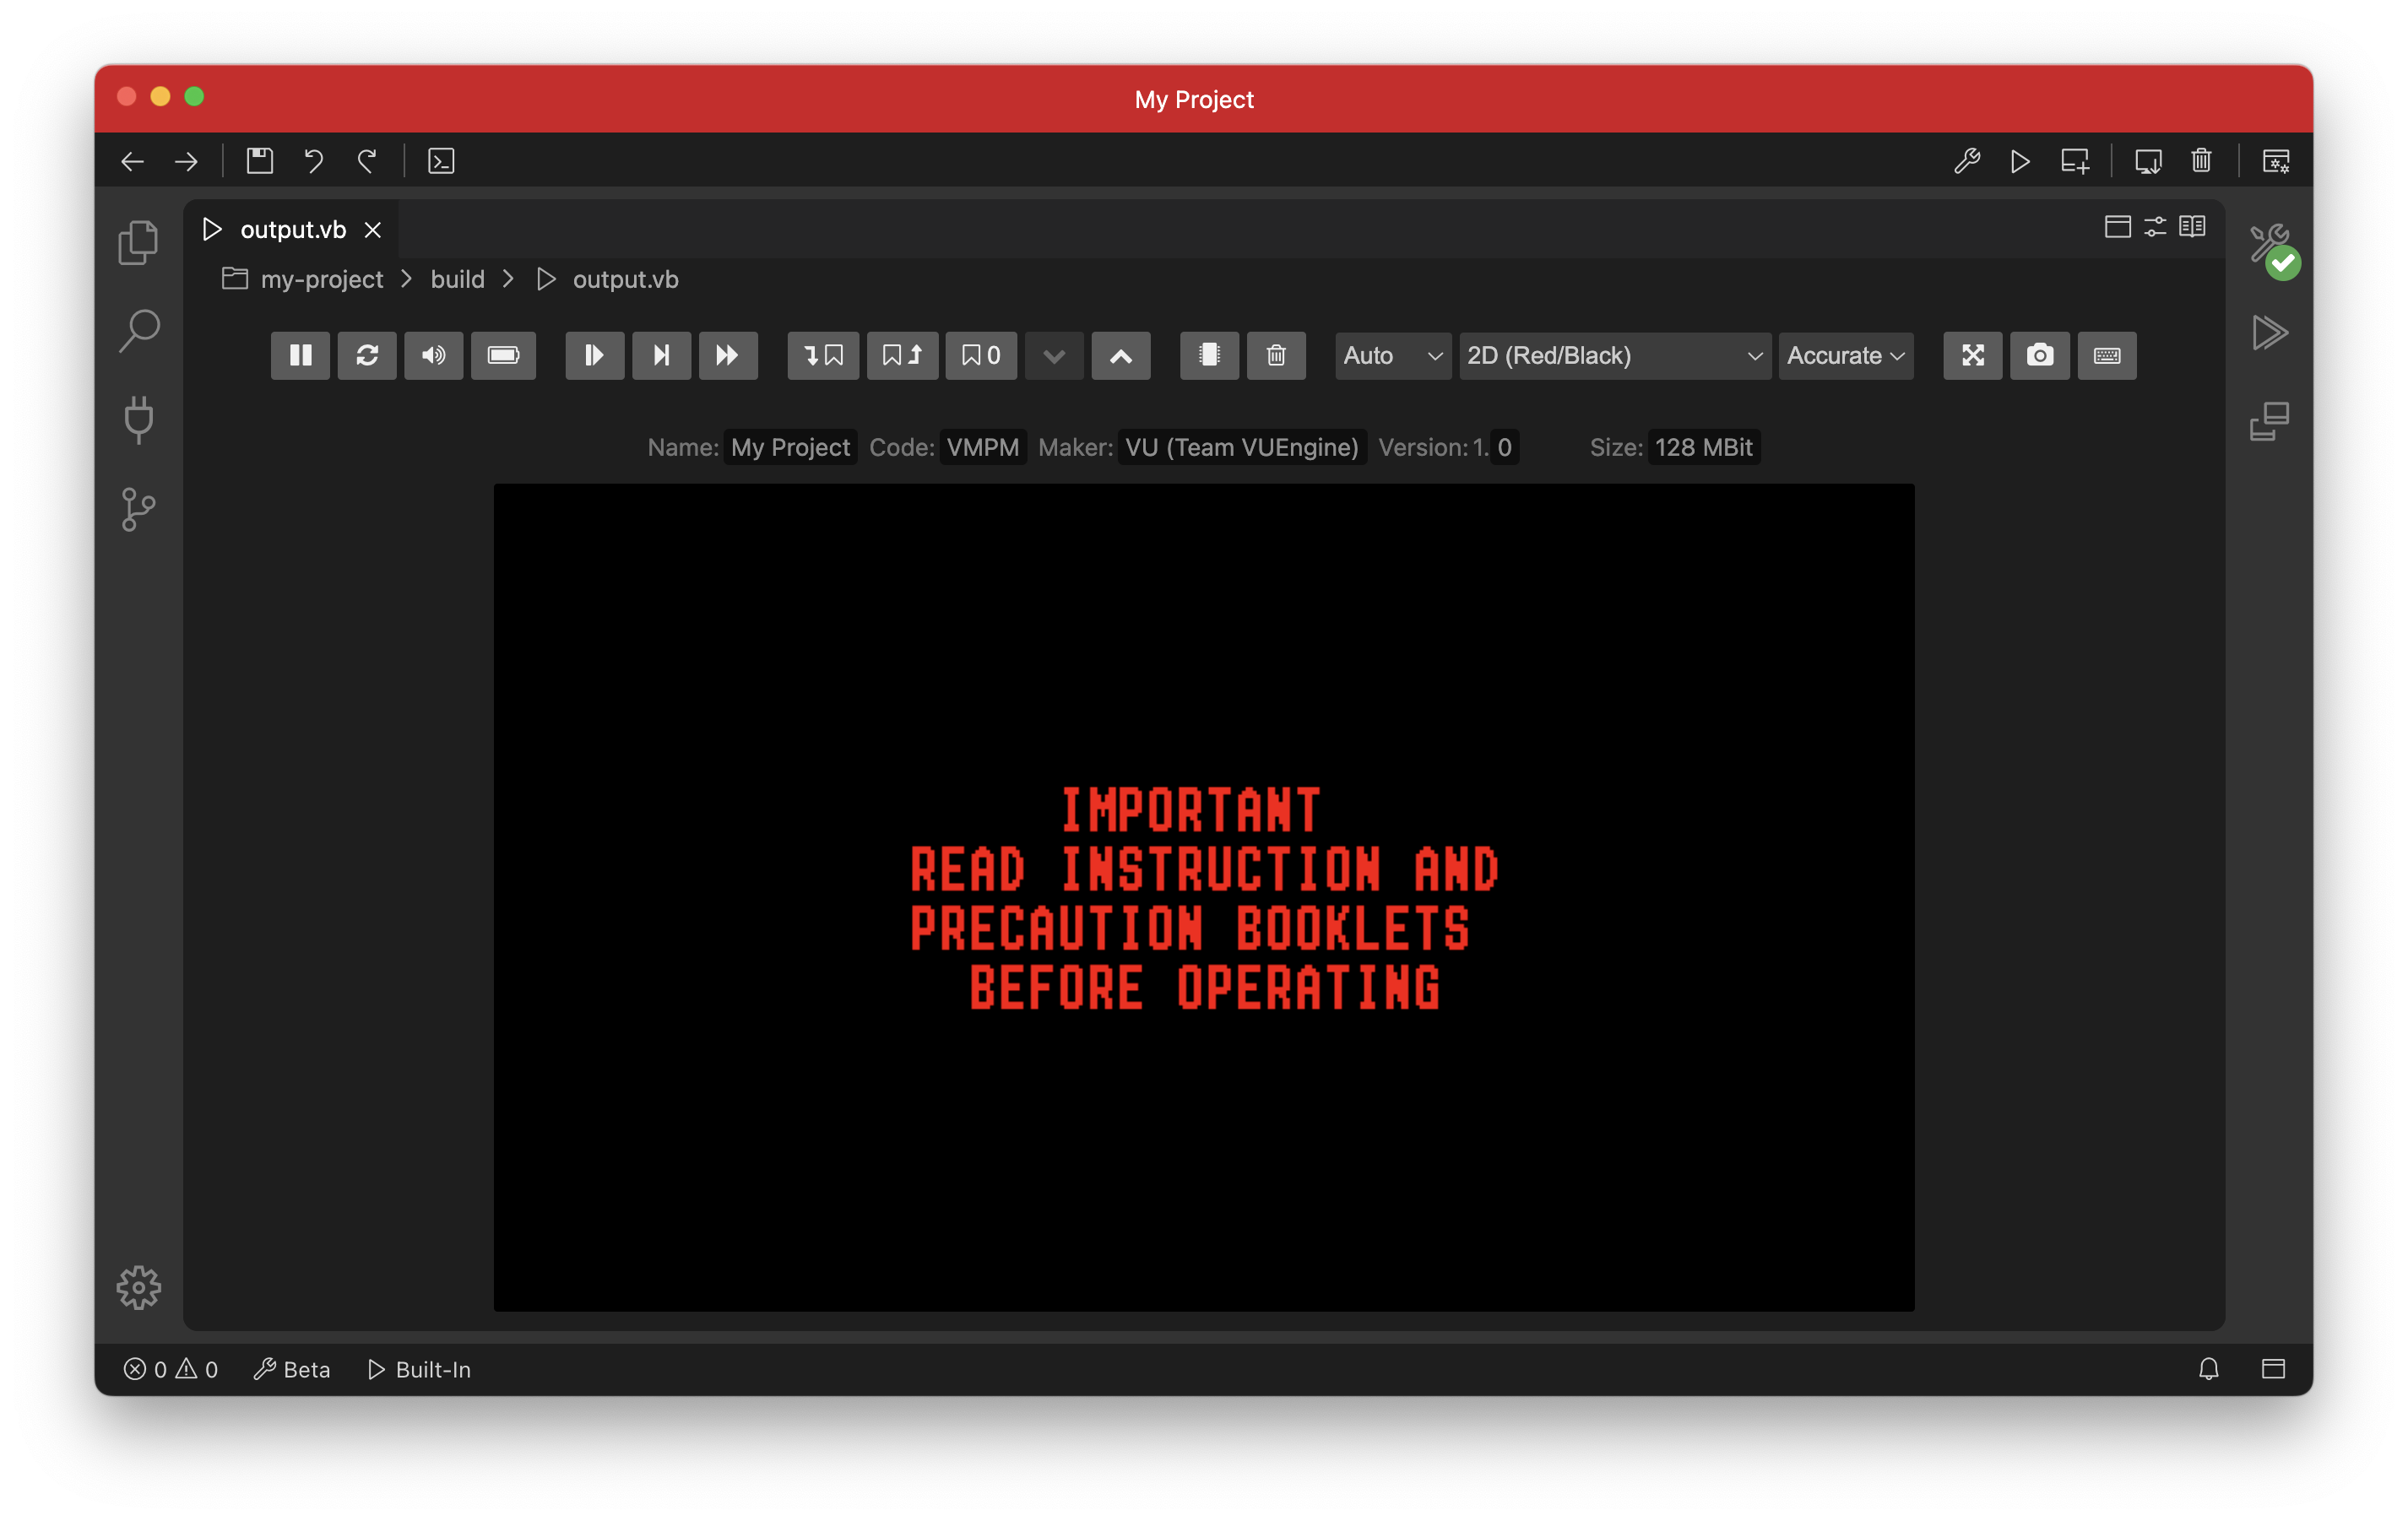 My Project
output.vb
my-project > build > output.vb
0 Auto 2D (Red/Black) Accurate
Name: My Project Code: VMPM Maker: VU (Team VUEngine) Version: 1. 0 Size: 128 MBit
IMPORTANT
READ INSTRUCTION AND
PRECAUTION BOOKLETS
BEFORE OPERATING
0 0 Beta Built-In